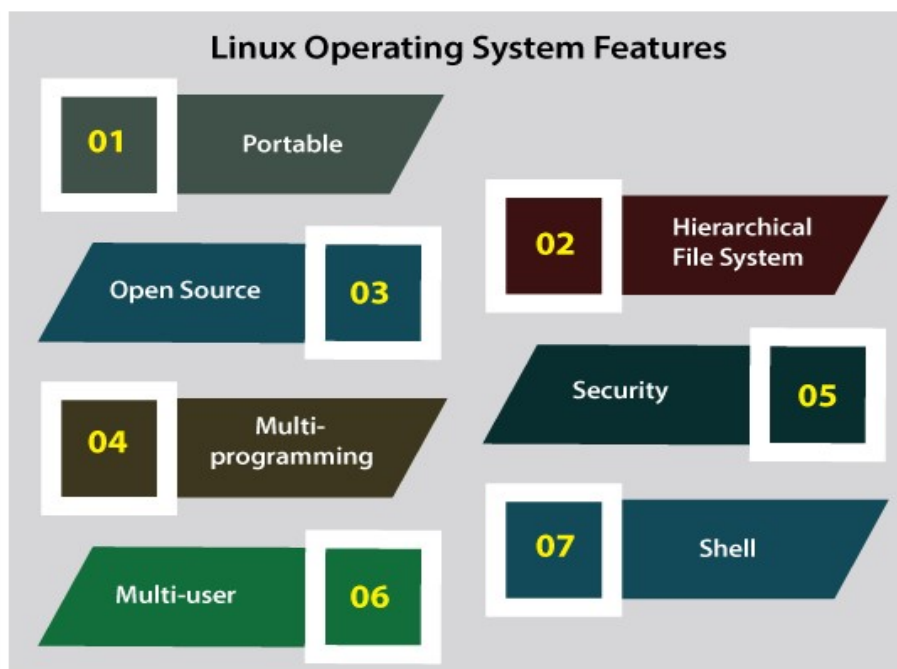 Linux Operating System Features
01
Portable
02
Hierarchical
File System
Open Source
03
04
Multi-
programming
Security
05
Multi-user
06
07
Shell